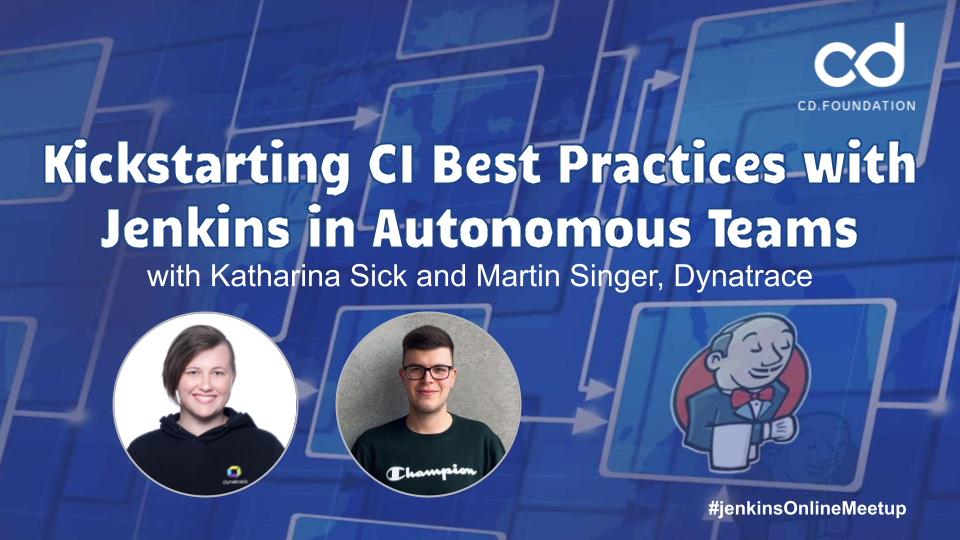 cd
CD.FOUNDATION
Kickstarting CI Best Practices with
Jenkins in Autonomous Teams
with Katharina Sick and Martin Singer, Dynatrace
dynatrace
Champion
#jenkinsOnlineMeetup